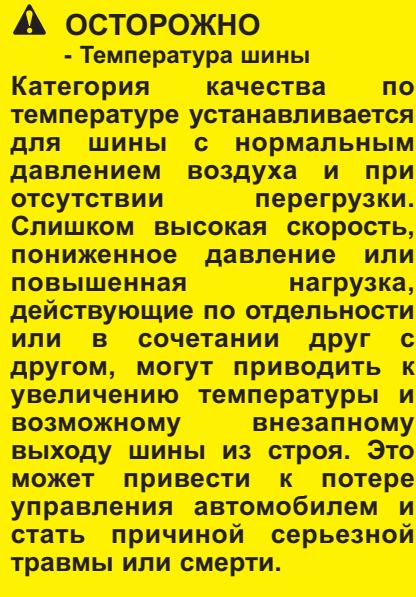 ОСТОРОЖНО
- Температура шины
Категория качества по
температуре устанавливается
для шины с нормальным
давлением воздуха и при
отсутствии перегрузки.
Слишком высокая скорость,
пониженное давление или
повышенная нагрузка,
действующие по отдельности
или в сочетании друг с
другом, могут приводить к
увеличению температуры и
возможному внезапному
выходу шины из строя. Это
может привести к потере
управления автомобилем и
стать причиной серьезной
травмы или смерти.